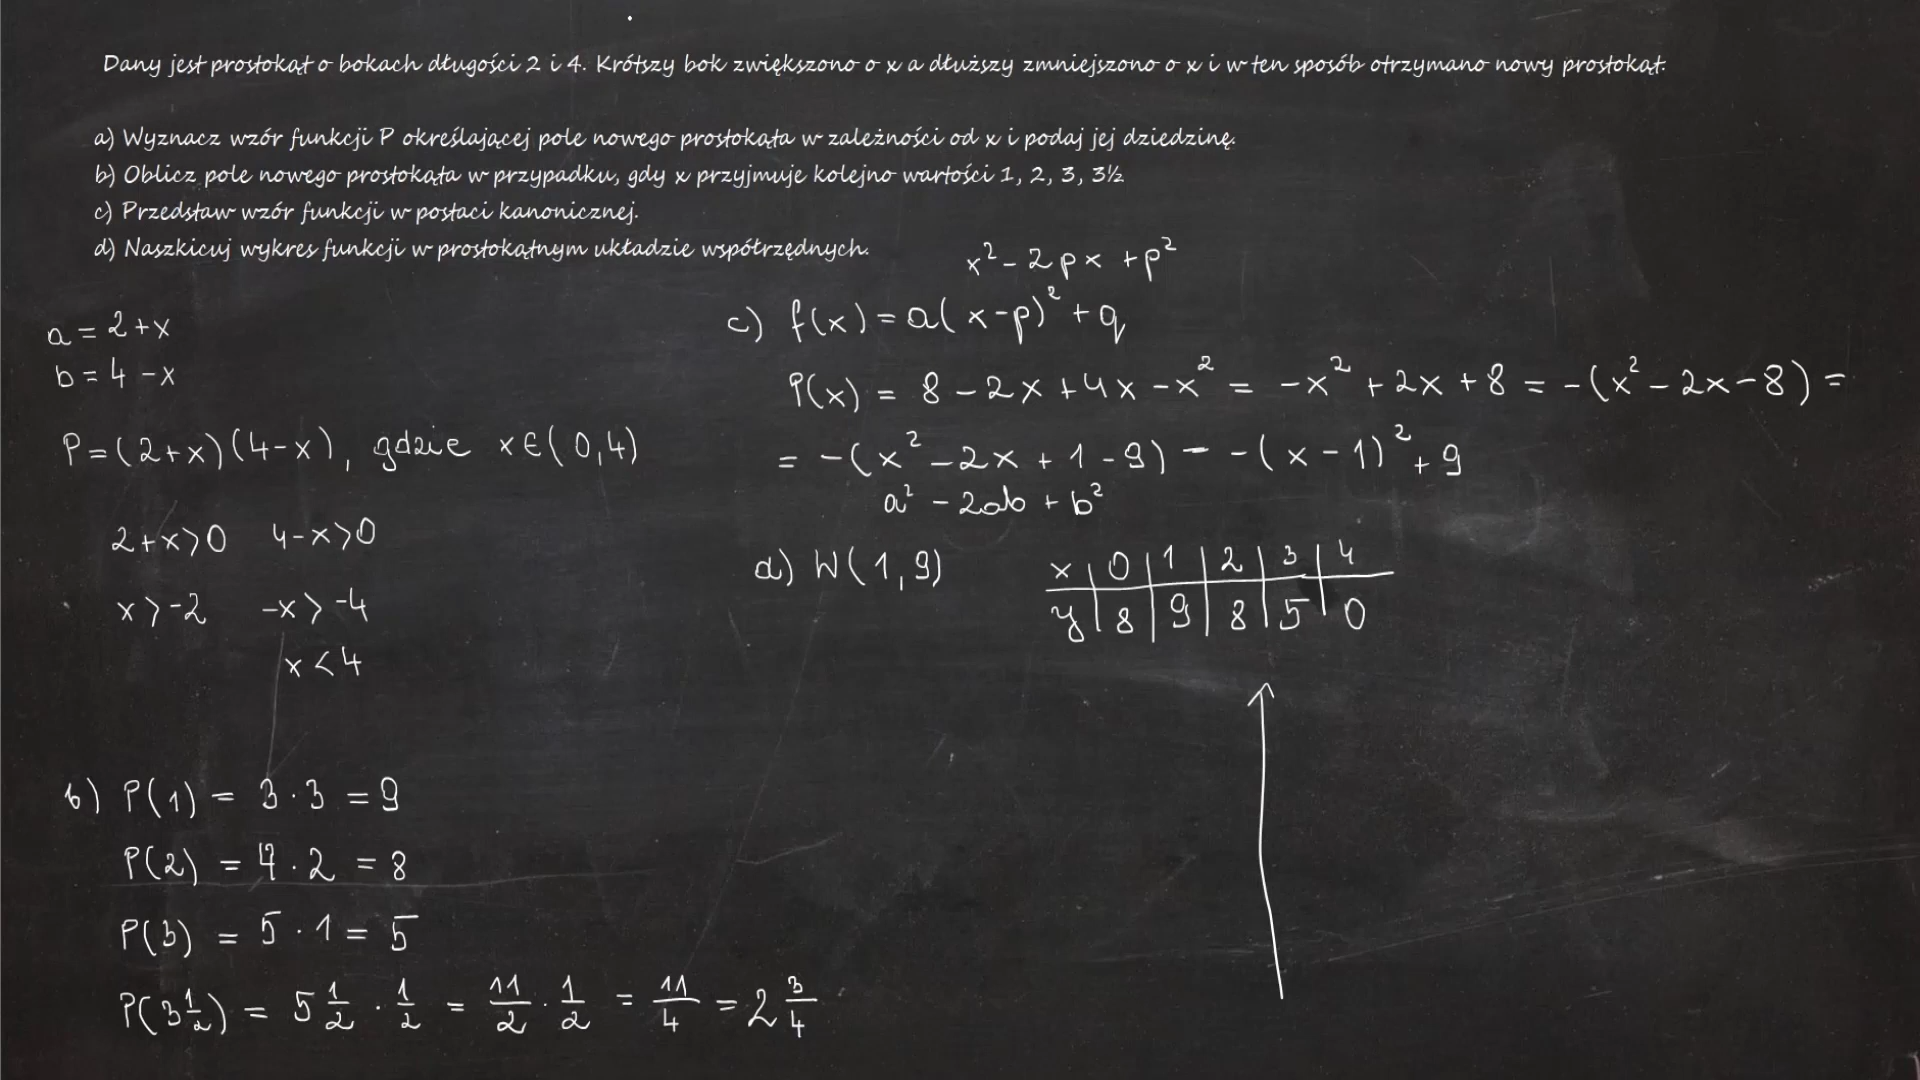 Dany jest prostokąt o bokach długości 2 i 4. Krótszy bok zwiększono o x a dłuższy zmniejszono o x i w ten sposób otrzymano nowy prostokąt.
a) Wyznacz wzór funkcji P określającej pole nowego prostokąta w zależności od x i podaj jej dziedzinę.
b) Oblicz pole nowego prostokąta w przypadku, gdy x przyjmuje kolejno wartości 1, 2, 3, 3½
c) Przedstaw wzór funkcji w postaci kanonicznej.
d) Naszkicuj wykres funkcji w prostokątnym układzie współrzędnych.
a = 2+x
b = 4 -x
P=(2+x)(4-x), gdzie x∈(0,4)
2+x>0 4-x>0
x>-2 -x>-4
x<4
b) P(1) = 3·3 = 9
P(2) = 4·2 = 8
P(3) = 5·1 = 5
P(3½) = 5 1/2 · 1/2 = 11/2 · 1/2 = 11/4 = 2 3/4
x² - 2px + p²
c) f(x) = a(x-p)² + q
P(x) = 8 - 2x + 4x - x² = -x² + 2x + 8 = -(x² - 2x - 8) =
= -(x² - 2x + 1 - 9) - -(x - 1)² + 9
a² - 2ab + b²
d) W(1,9)
x | 0 | 1 | 2 | 3 | 4
y | 8 | 9 | 8 | 5 | 0